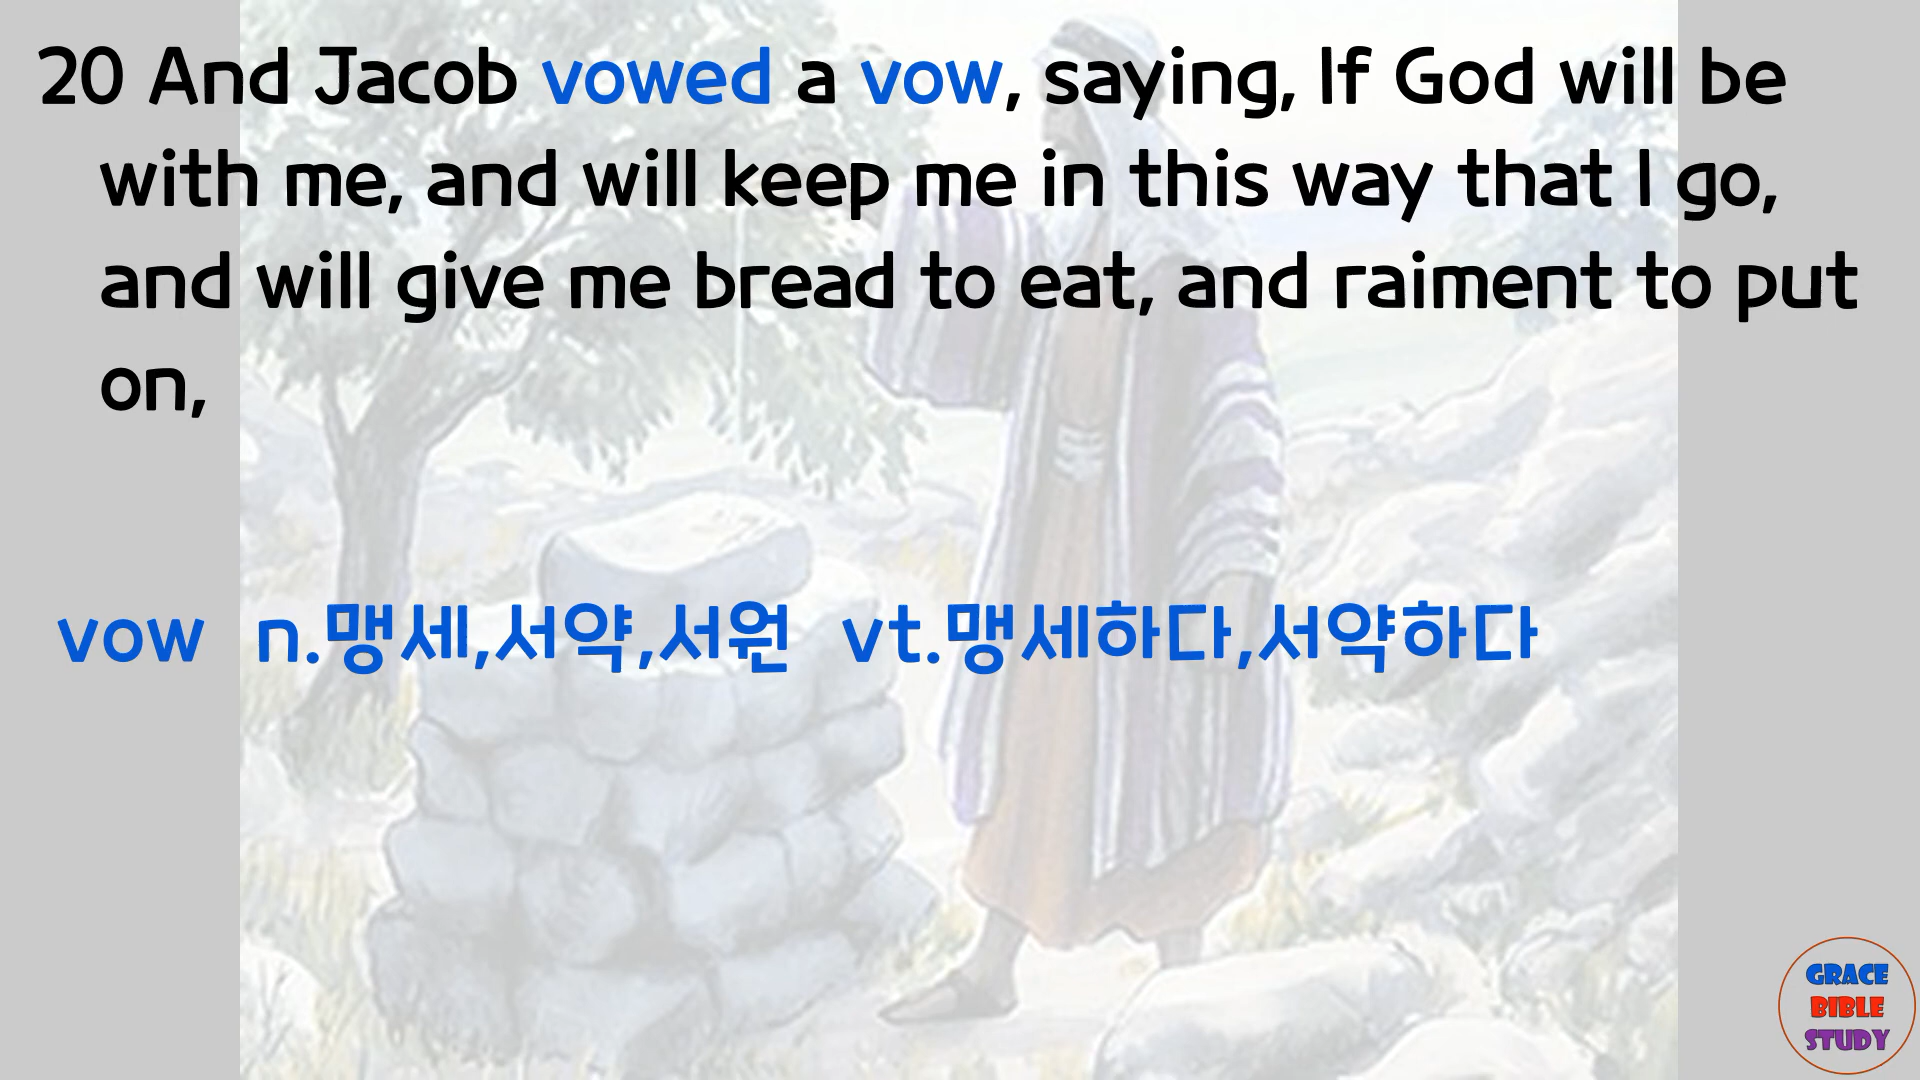 20 And Jacob vowed a vow, saying, If God will be
with me, and will keep me in this way that I go,
and will give me bread to eat, and raiment to put
on,
vow n.맹세,서약,서원 vt.맹세하다,서약하다
GRACE
BIBLE
STUDY